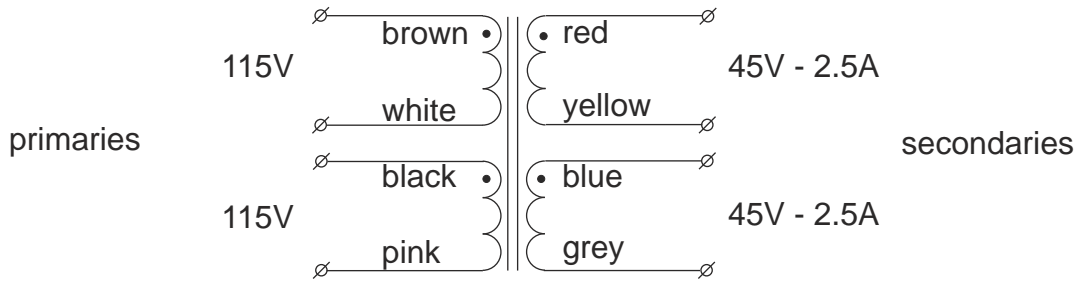 brown
red
115V
45V - 2.5A
white
yellow
primaries
secondaries
black
blue
115V
45V - 2.5A
pink
grey